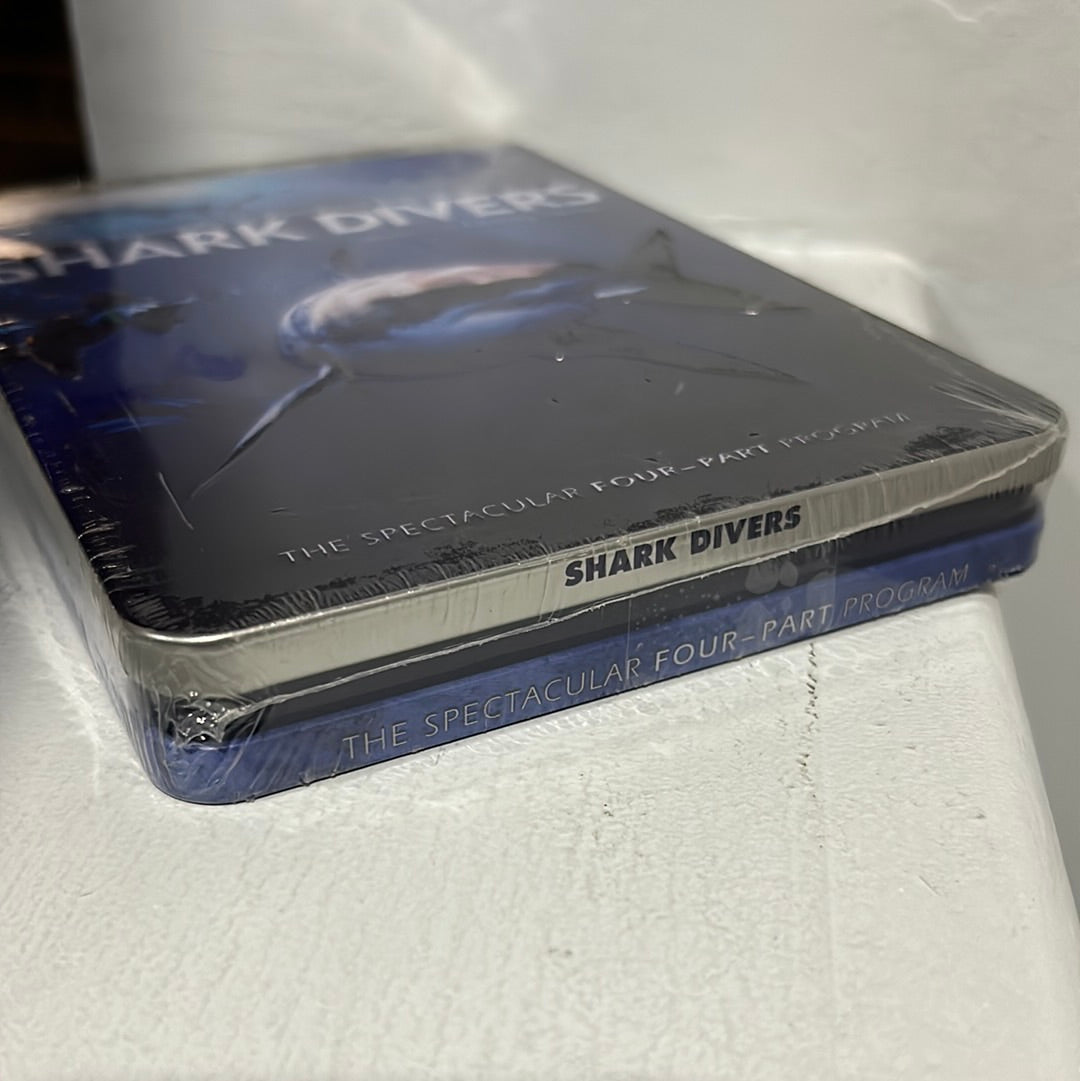 SHARK DIVERS
THE SPECTACULAR FOUR-PART PROGRAM
SHARK DIVERS
THE SPECTACULAR FOUR-PART PROGRAM